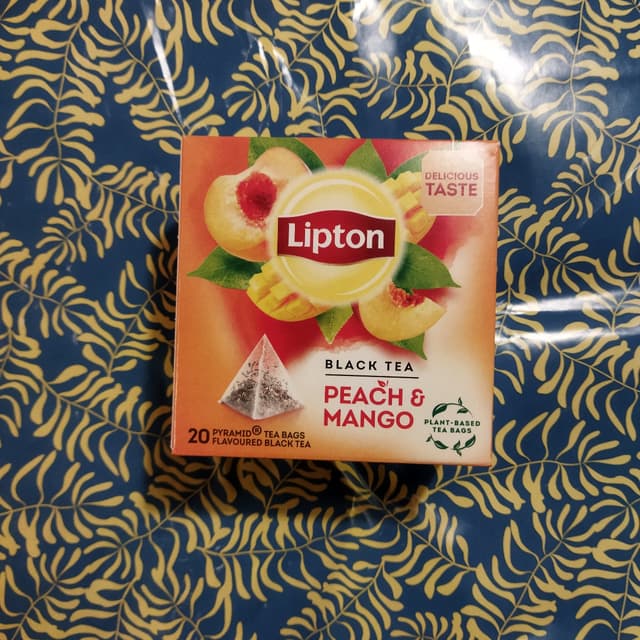 DELICIOUS
TASTE
Lipton
BLACK TEA
PEACH &
MANGO
PLANT-BASED
TEA BAGS
20 PYRAMID® TEA BAGS
FLAVOURED BLACK TEA